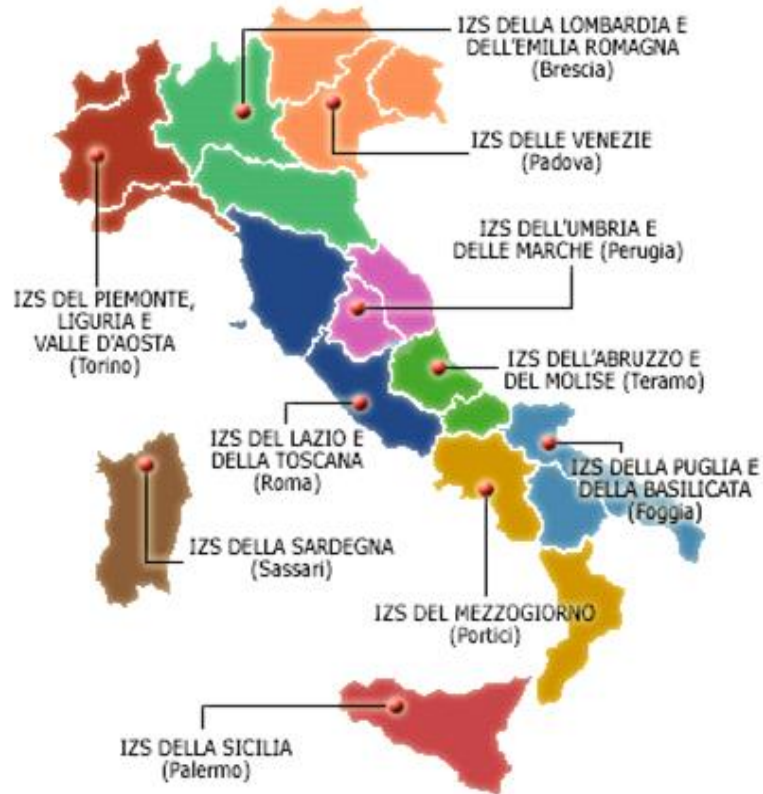 IZS DELLA LOMBARDIA E
DELL'EMILIA ROMAGNA
(Brescia)
IZS DELLE VENEZIE
(Padova)
IZS DELL'UMBRIA E
DELLE MARCHE (Perugia)
IZS DEL PIEMONTE,
LIGURIA E
VALLE D'AOSTA
(Torino)
IZS DELL'ABRUZZO E
DEL MOLISE (Teramo)
IZS DEL LAZIO E
DELLA TOSCANA
(Roma)
IZS DELLA PUGLIA E
DELLA BASILICATA
(Foggia)
IZS DELLA SARDEGNA
(Sassari)
IZS DEL MEZZOGIORNO
(Portici)
IZS DELLA SICILIA
(Palermo)